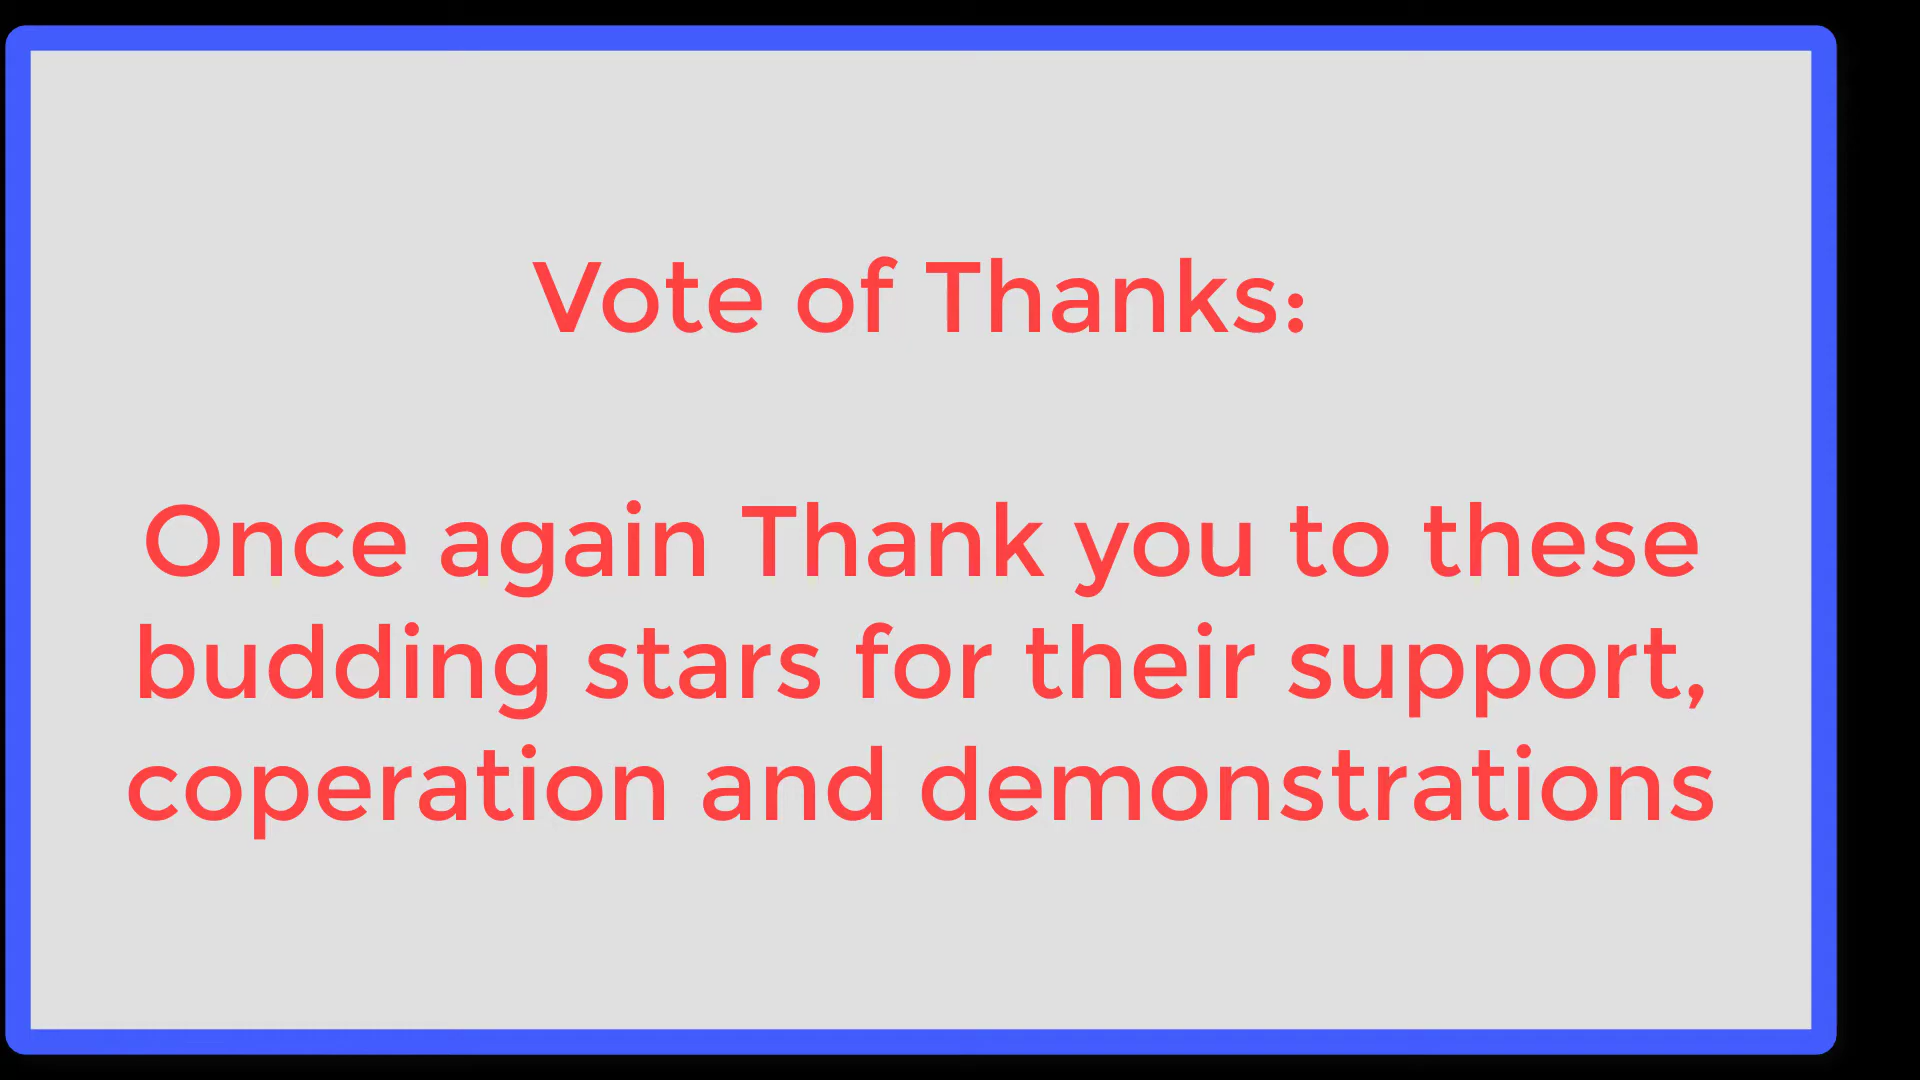 Vote of Thanks:
Once again Thank you to these
budding stars for their support,
coperation and demonstrations